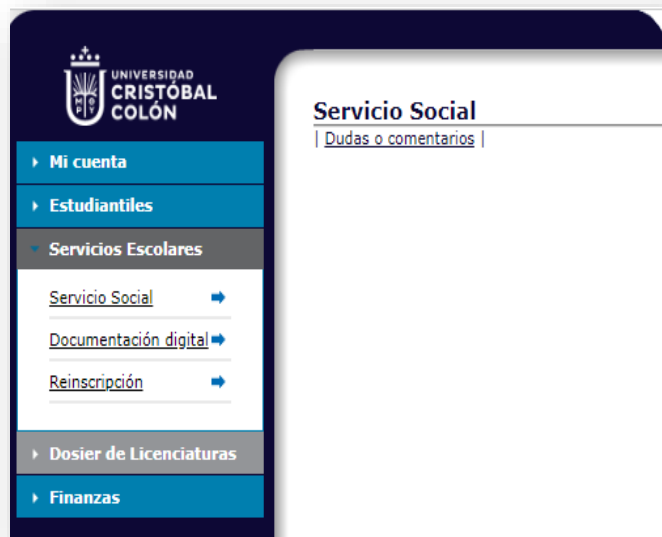 UNIVERSIDAD
CRISTÓBAL
COLÓN
Mi cuenta
Estudiantiles
Servicios Escolares
Servicio Social
Documentación digital
Reinscripción
Dosier de Licenciaturas
Finanzas
Servicio Social
| Dudas o comentarios |